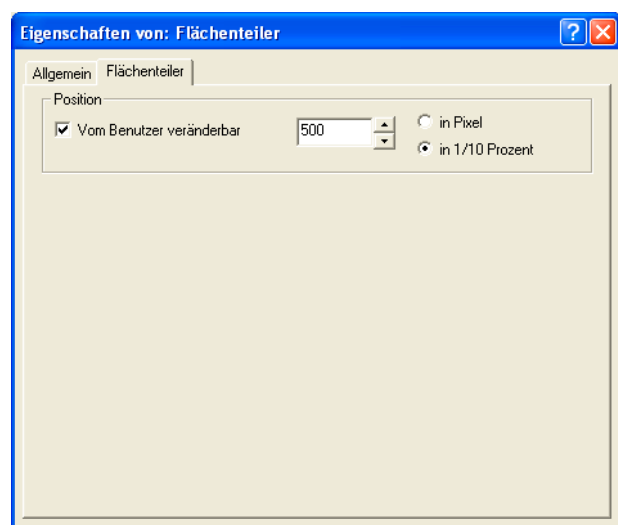 Eigenschaften von: Flächenteiler
Allgemein Flächenteiler
Position
Vom Benutzer veränderbar 500 in Pixel
in 1/10 Prozent